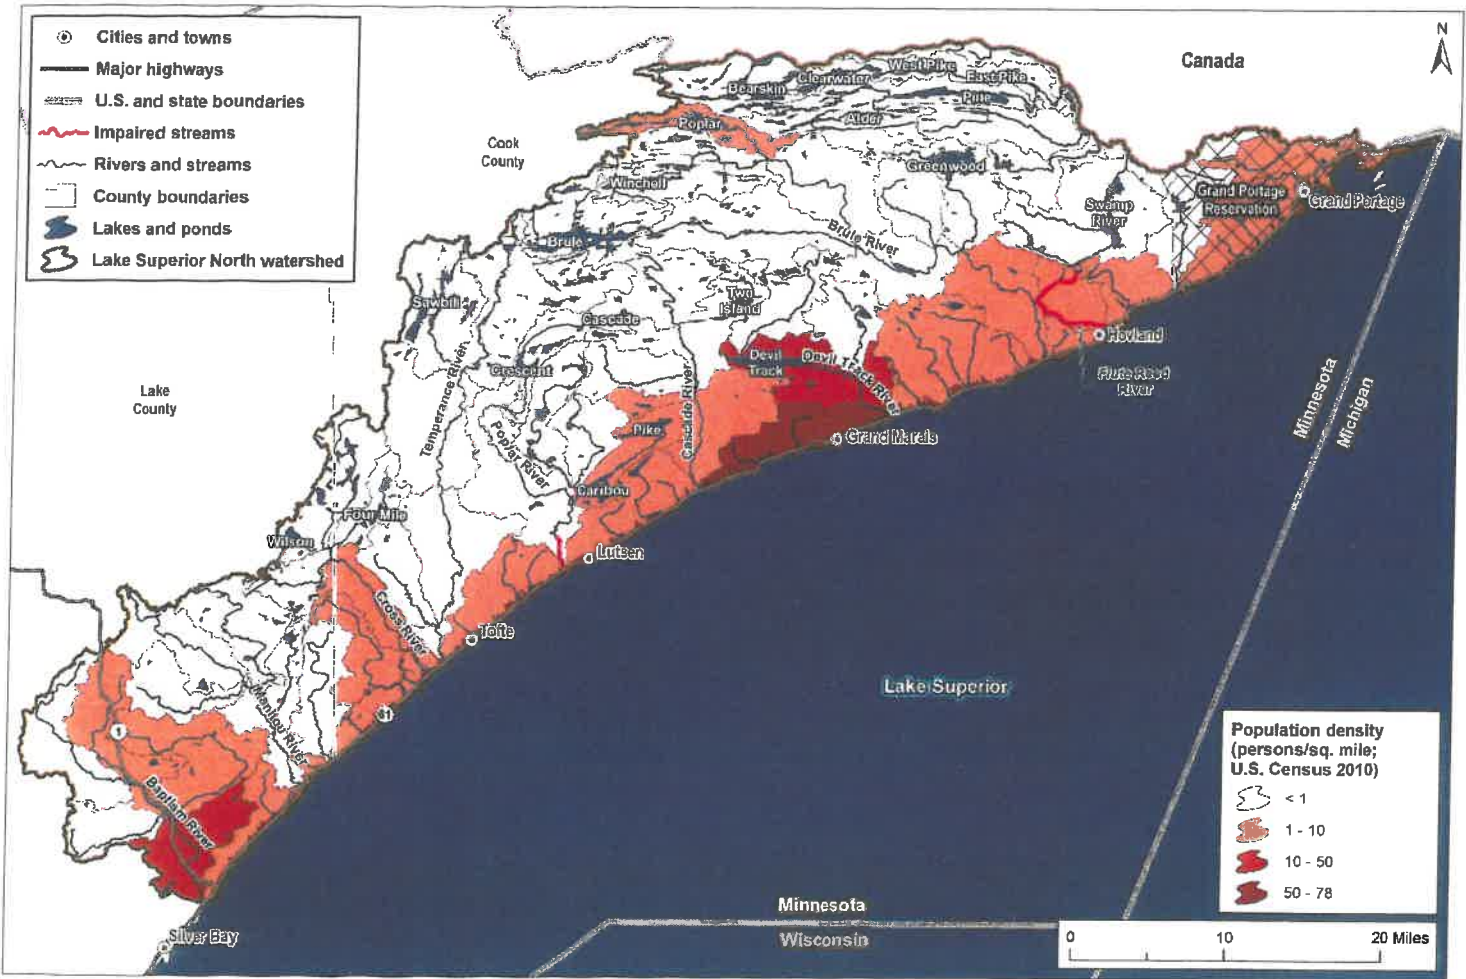 Cities and towns
Major highways
U.S. and state boundaries
Impaired streams
Rivers and streams
County boundaries
Lakes and ponds
Lake Superior North watershed
N
Canada
Cook
County
Lake
County
West Pike
Clearwater
East Pike
Bearskin
Pine
Alder
Poplar
Greenwood
Winchell
Grand Portage
Reservation
Grand Portage
Swamp
River
Brule River
Brule
Two
Island
Sawbill
Cascade
Hovland
Devil
Track
Devil Track River
Crescent
Flute Reed
River
Temperance River
Cascade River
Minnesota
Michigan
Pike
Poplar River
Grand Marais
Caribou
Four Mile
Wilson
Lutsen
Cross River
Tofte
Lake Superior
Manitou River
61
1
Baptism River
Silver Bay
Population density
(persons/sq. mile;
U.S. Census 2010)
< 1
1 - 10
10 - 50
50 - 78
Minnesota
Wisconsin
0 10 20 Miles